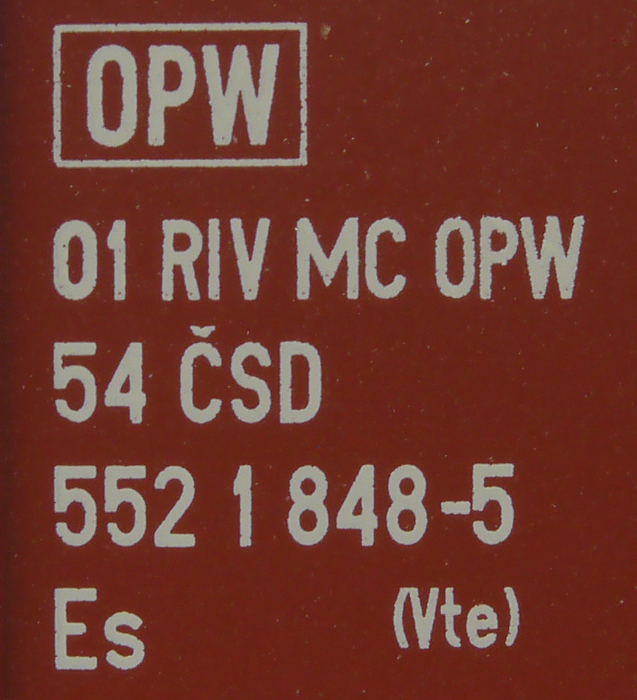 OPW
01 RIV MC OPW
54 ČSD
552 1 848-5
Es (Vte)